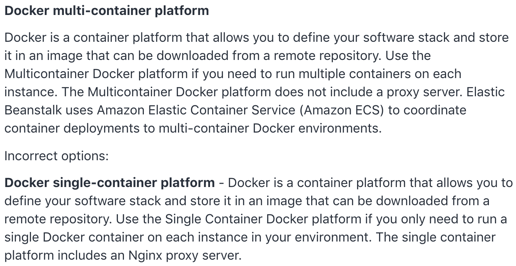 Docker multi-container platform
Docker is a container platform that allows you to define your software stack and store
it in an image that can be downloaded from a remote repository. Use the
Multicontainer Docker platform if you need to run multiple containers on each
instance. The Multicontainer Docker platform does not include a proxy server. Elastic
Beanstalk uses Amazon Elastic Container Service (Amazon ECS) to coordinate
container deployments to multi-container Docker environments.
Incorrect options:
Docker single-container platform - Docker is a container platform that allows you to
define your software stack and store it in an image that can be downloaded from a
remote repository. Use the Single Container Docker platform if you only need to run a
single Docker container on each instance in your environment. The single container
platform includes an Nginx proxy server.